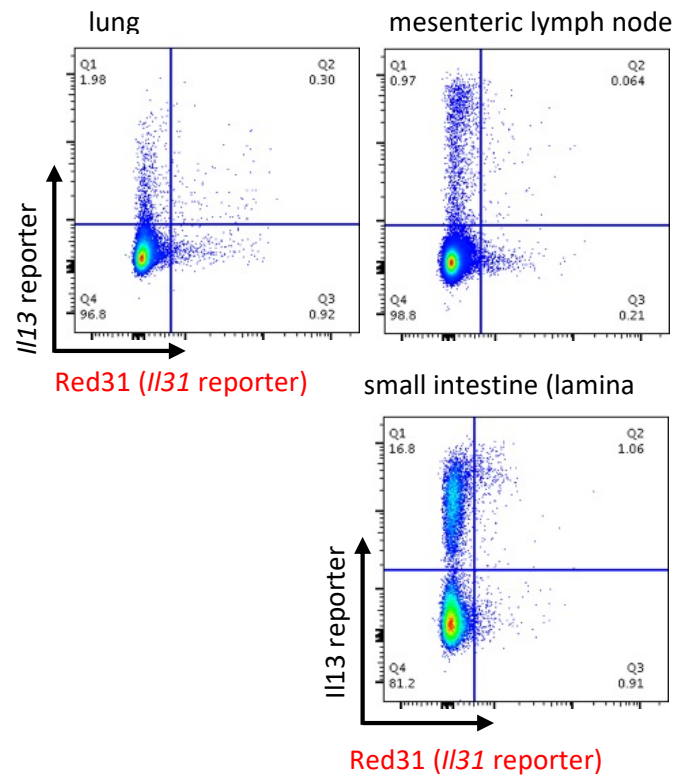 lung
mesenteric lymph node
Q1
1.98
Q2
0.30
Q4
96.8
Q3
0.92
Q1
0.97
Q2
0.064
Q4
98.8
Q3
0.21
Il13 reporter
Red31 (Il31 reporter)
small intestine (lamina
Q1
16.8
Q2
1.06
Q4
81.2
Q3
0.91
Il13 reporter
Red31 (Il31 reporter)